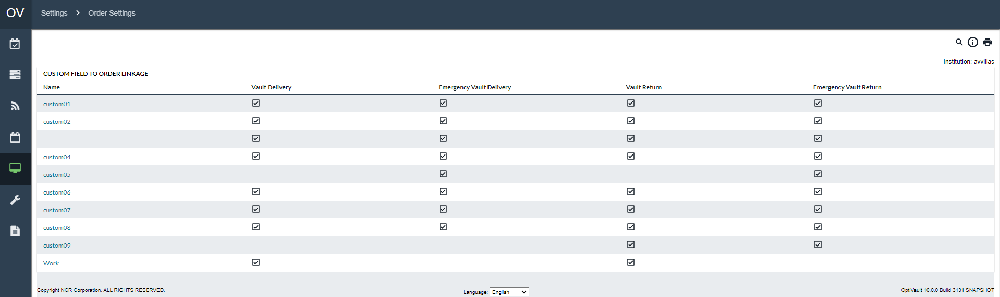 OV Settings Order Settings
Institution: avvillas
CUSTOM FIELD TO ORDER LINKAGE
Name Vault Delivery Emergency Vault Delivery Vault Return Emergency Vault Return
custom01
custom02
custom04
custom05
custom06
custom07
custom08
custom09
Work
Copyright NCR Corporation, ALL RIGHTS RESERVED. Language: English OptiVault 10.0.0 Build 3131 SNAPSHOT